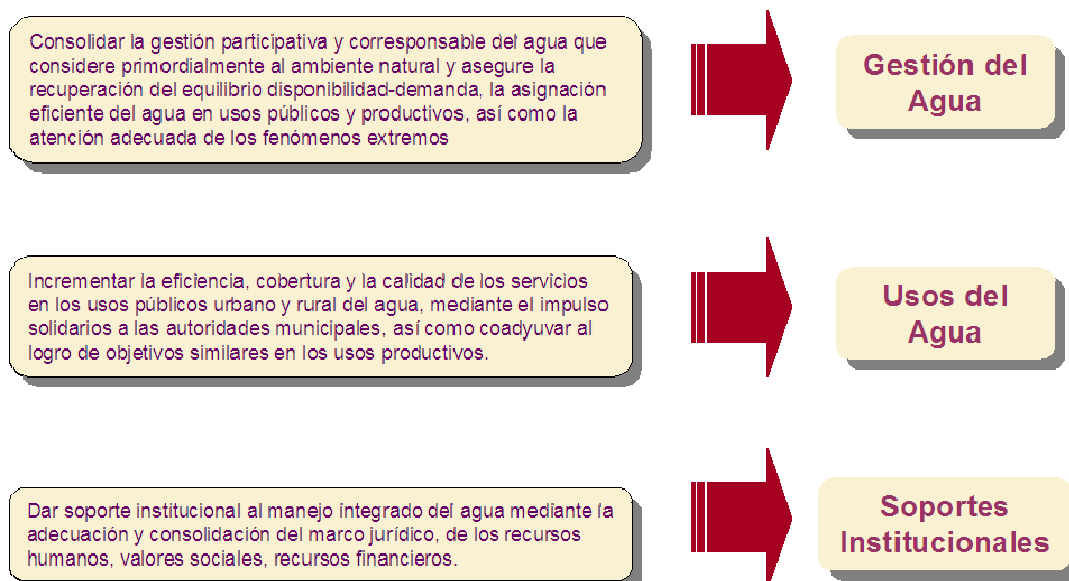 Consolidar la gestión participativa y corresponsable del agua que
considere primordialmente al ambiente natural y asegure la
recuperación del equilibrio disponibilidad-demanda, la asignación
eficiente del agua en usos públicos y productivos, así como la
atención adecuada de los fenómenos extremos
Gestión del
Agua
Incrementar la eficiencia, cobertura y la calidad de los servicios
en los usos públicos urbano y rural del agua, mediante el impulso
solidarios a las autoridades municipales, así como coadyuvar al
logro de objetivos similares en los usos productivos.
Usos del
Agua
Dar soporte institucional al manejo integrado del agua mediante la
adecuación y consolidación del marco jurídico, de los recursos
humanos, valores sociales, recursos financieros.
Soportes
Institucionales